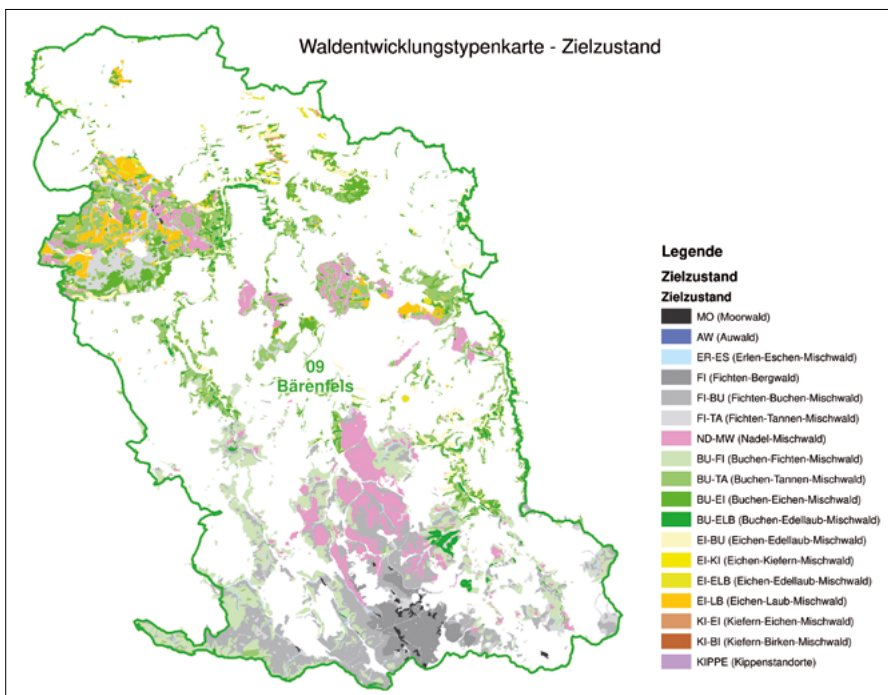 Waldentwicklungstypenkarte - Zielzustand
09
Bärenfels
Legende
Zielzustand
Zielzustand
MO (Moorwald)
AW (Auwald)
ER-ES (Erlen-Eschen-Mischwald)
FI (Fichten-Bergwald)
FI-BU (Fichten-Buchen-Mischwald)
FI-TA (Fichten-Tannen-Mischwald)
ND-MW (Nadel-Mischwald)
BU-FI (Buchen-Fichten-Mischwald)
BU-TA (Buchen-Tannen-Mischwald)
BU-EI (Buchen-Eichen-Mischwald)
BU-ELB (Buchen-Edellaub-Mischwald)
EI-BU (Eichen-Edellaub-Mischwald)
EI-KI (Eichen-Kiefern-Mischwald)
EI-ELB (Eichen-Edellaub-Mischwald)
EI-LB (Eichen-Laub-Mischwald)
KI-EI (Kiefern-Eichen-Mischwald)
KI-BI (Kiefern-Birken-Mischwald)
KIPPE (Kippenstandorte)